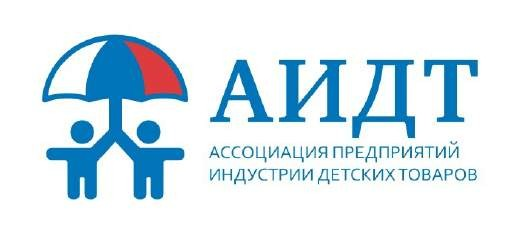 АИДТ
АССОЦИАЦИЯ ПРЕДПРИЯТИЙ
ИНДУСТРИИ ДЕТСКИХ ТОВАРОВ